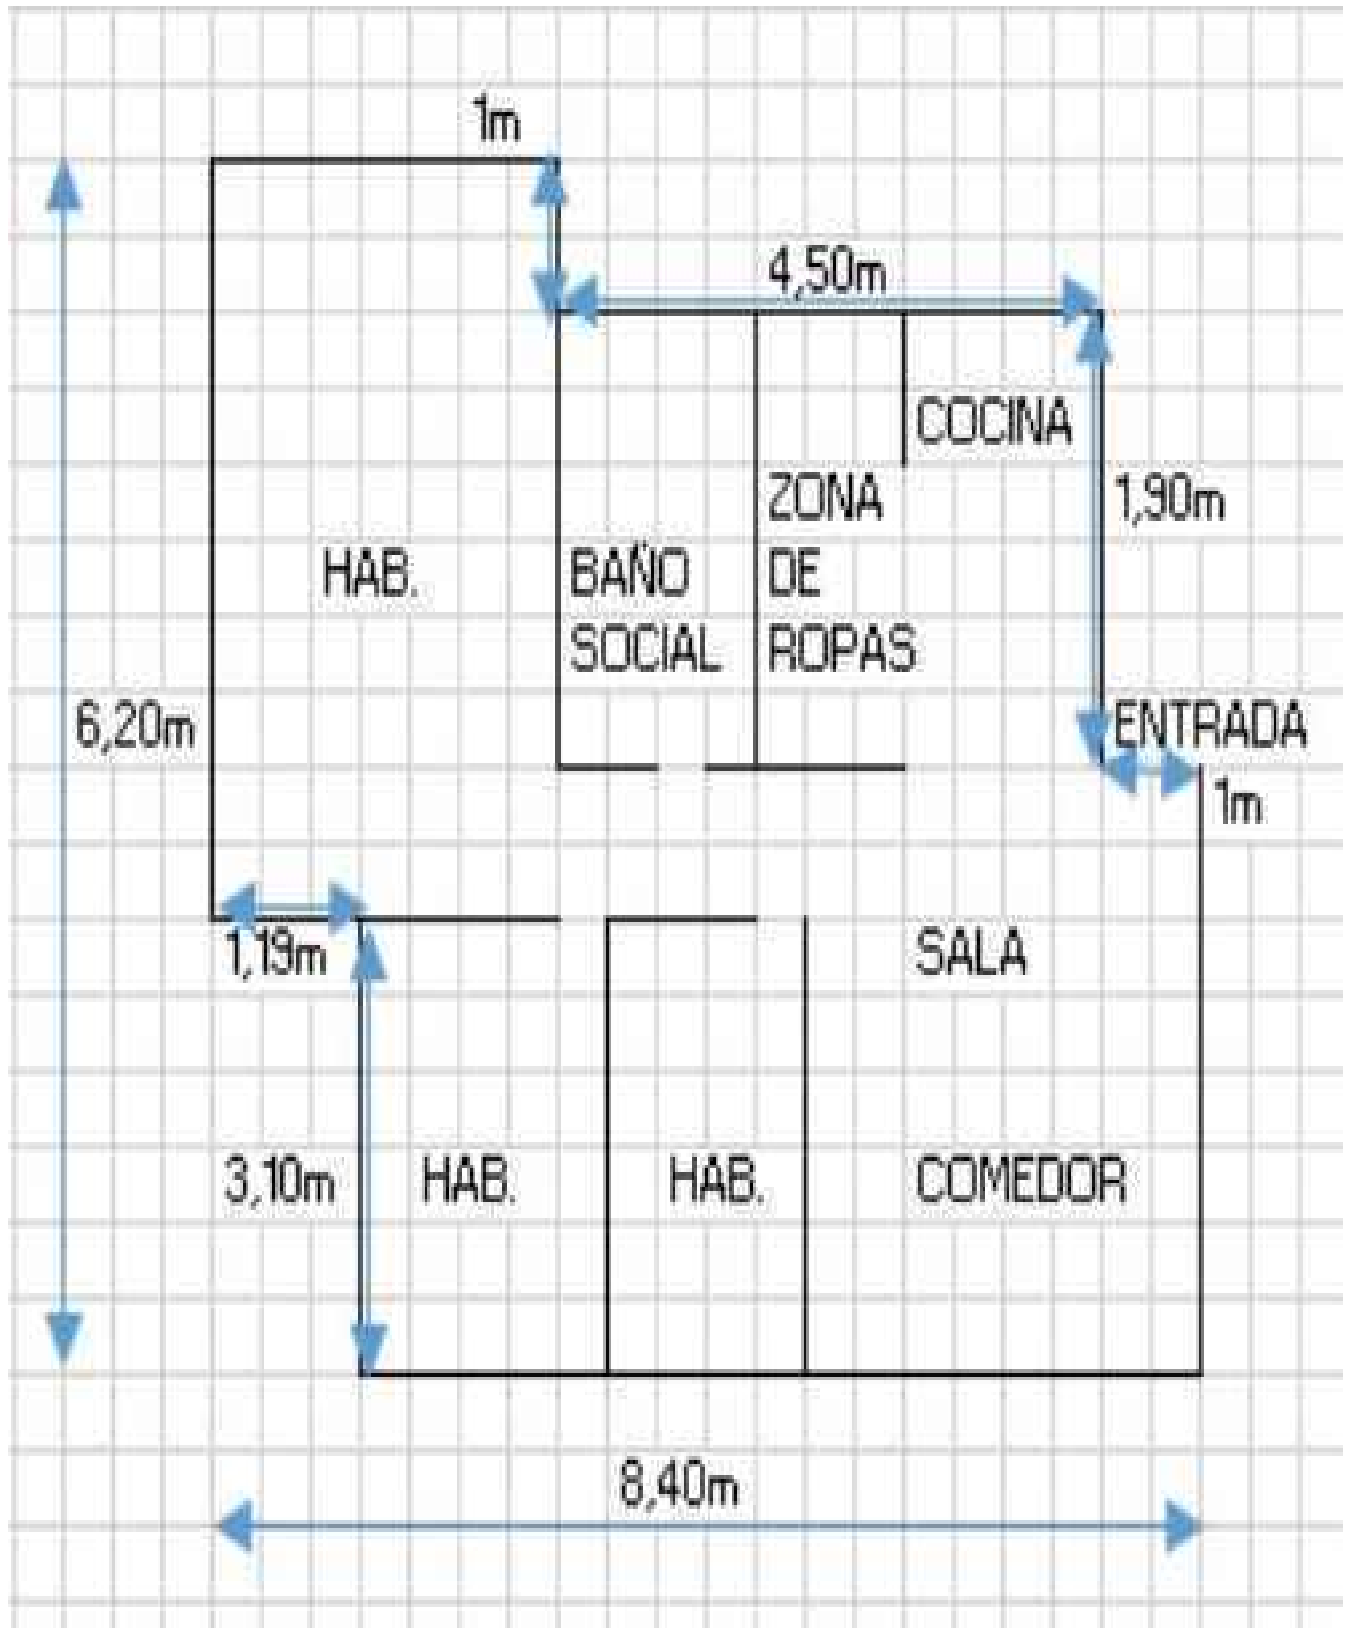 1m
4,50m
COCINA
ZONA
DE
ROPAS
1,90m
HAB.
BAÑO
SOCIAL
6,20m
ENTRADA
1m
1,19m
SALA
3,10m
HAB.
HAB.
COMEDOR
8,40m